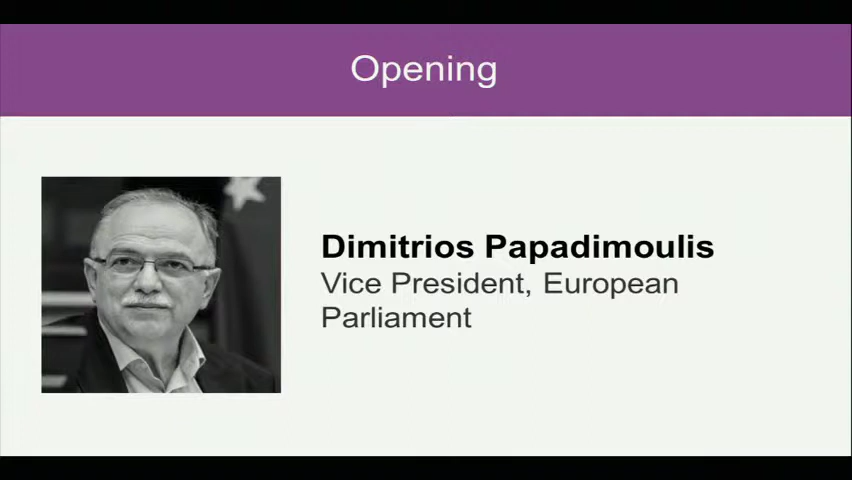 Opening
Dimitrios Papadimoulis
Vice President, European
Parliament